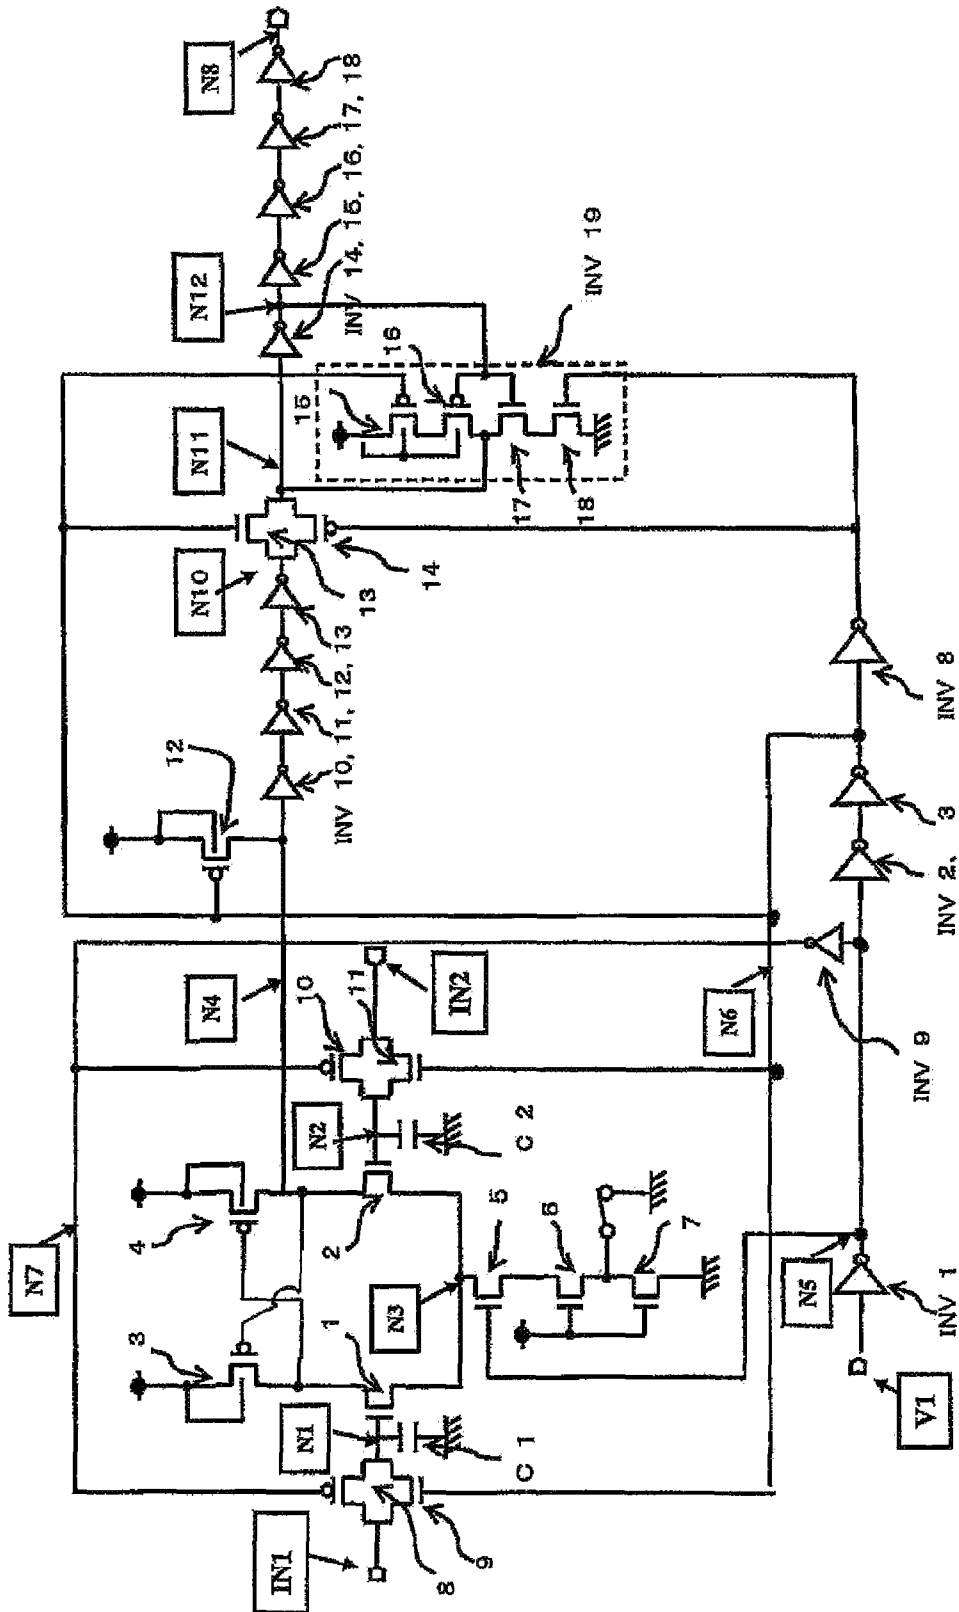 IN1
8
9
N1
C 1
1
3
N7
4
2
N2
C 2
10
11
IN2
N4
N3
5
6
7
N5
INV 1
V1
N6
INV 9
INV 2,
3
INV 8
12
INV 10, 11, 12, 13
N10
13
14
N11
15
16
17
18
INV 19
N12
INV 14, 15, 16, 17, 18
N8